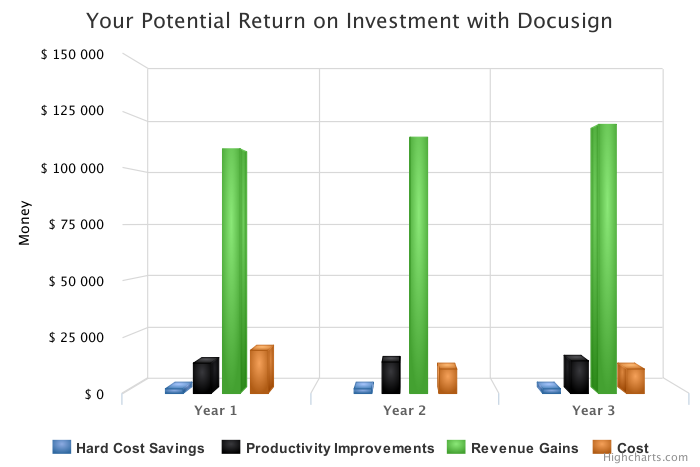 Your Potential Return on Investment with Docusign
$ 150 000
$ 125 000
$ 100 000
$ 75 000
$ 50 000
$ 25 000
$ 0
Money
Year 1
Year 2
Year 3
Hard Cost Savings
Productivity Improvements
Revenue Gains
Cost
Highcharts.com